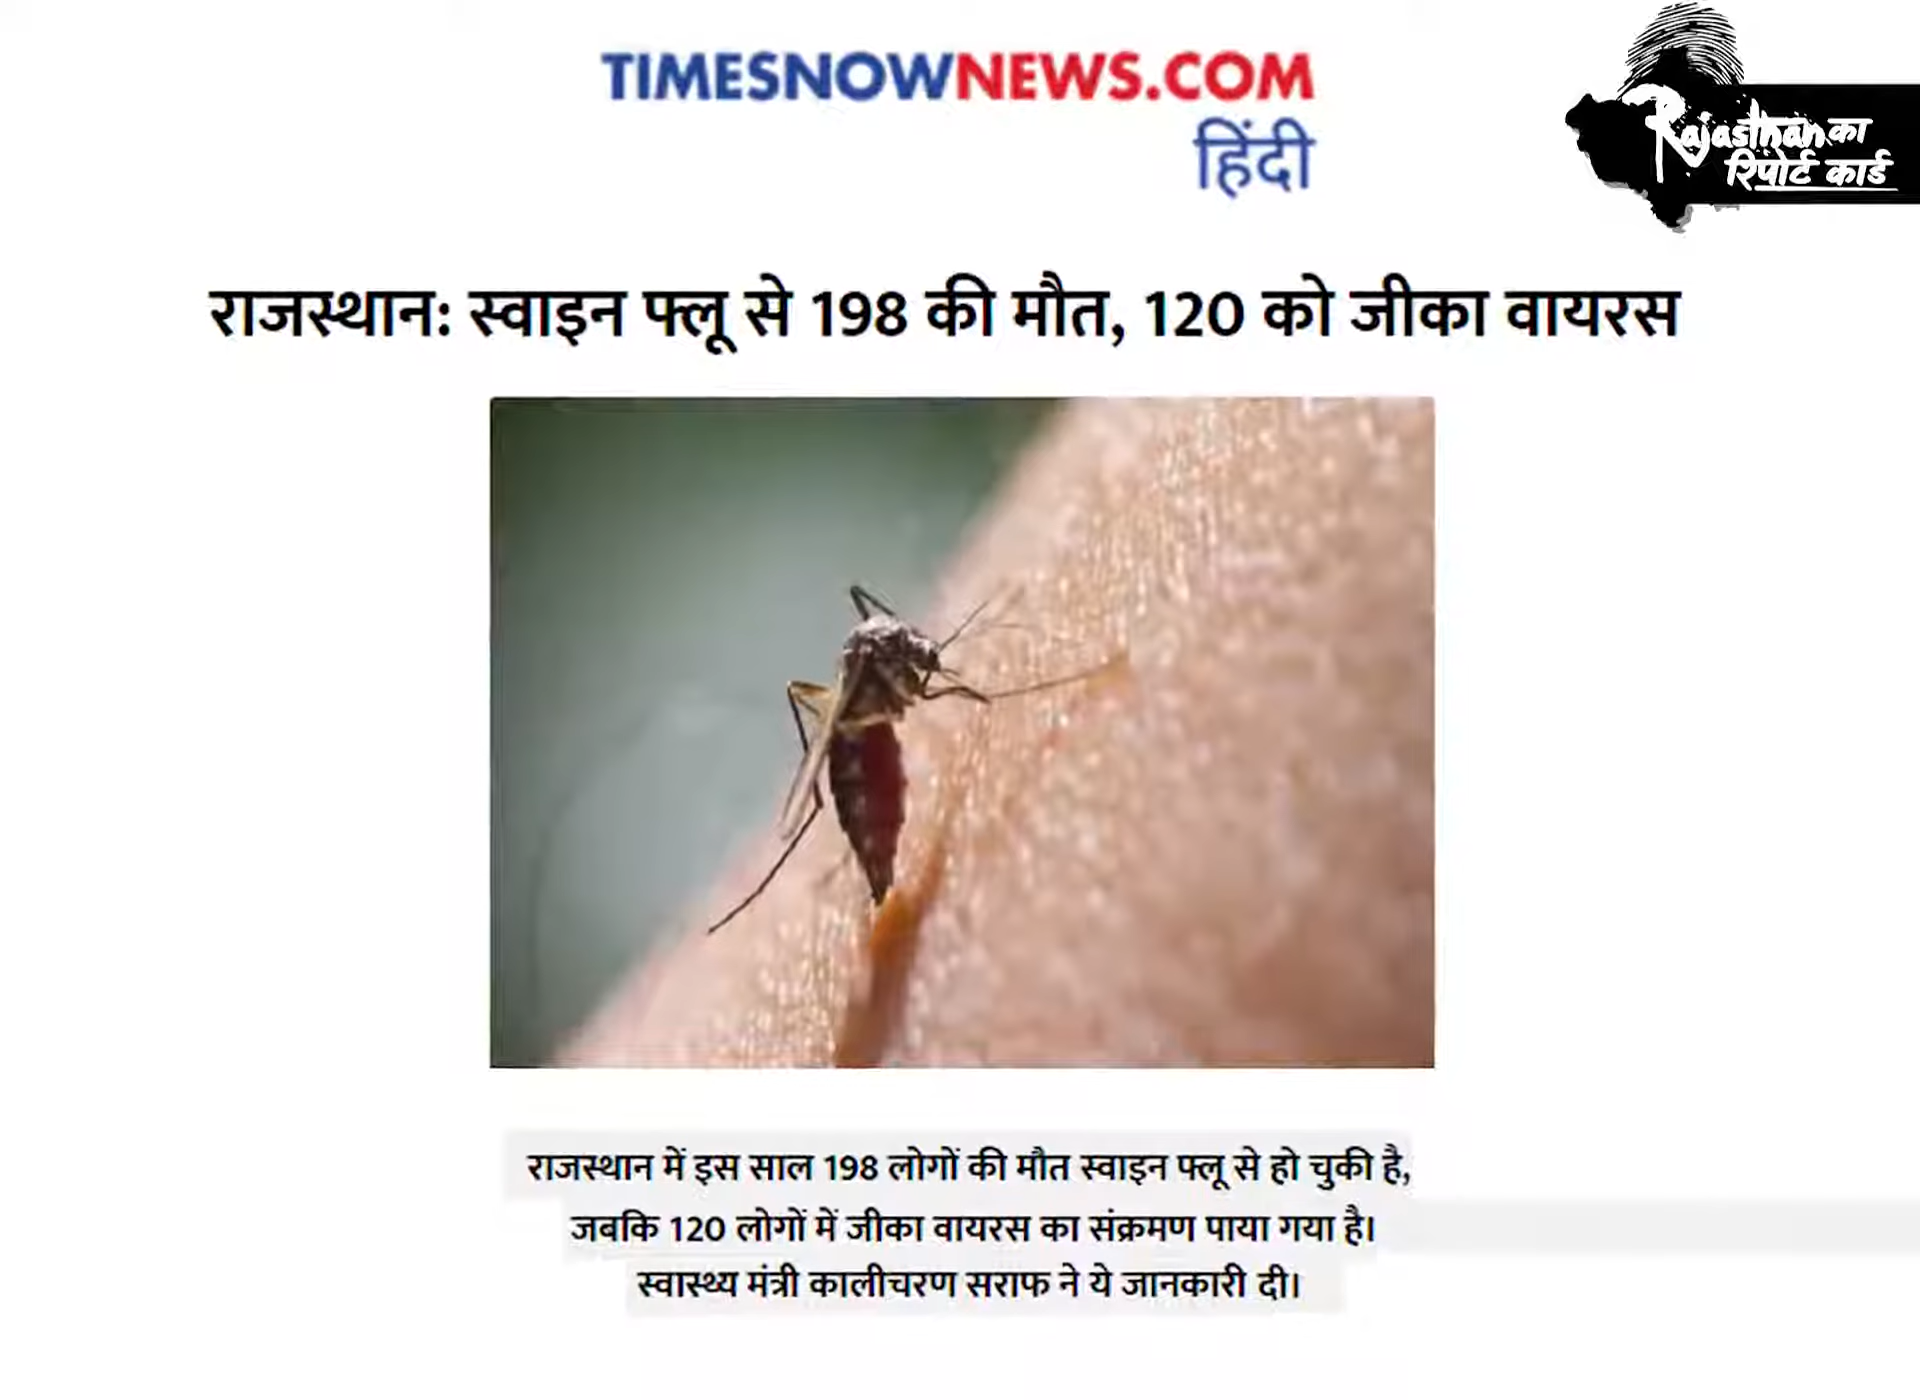 TIMESNOWNEWS.COM
हिंदी
Rajasthan का
रिपोर्ट कार्ड
राजस्थान: स्वाइन फ्लू से 198 की मौत, 120 को जीका वायरस
राजस्थान में इस साल 198 लोगों की मौत स्वाइन फ्लू से हो चुकी है,
जबकि 120 लोगों में जीका वायरस का संक्रमण पाया गया है।
स्वास्थ्य मंत्री कालीचरण सराफ ने ये जानकारी दी।